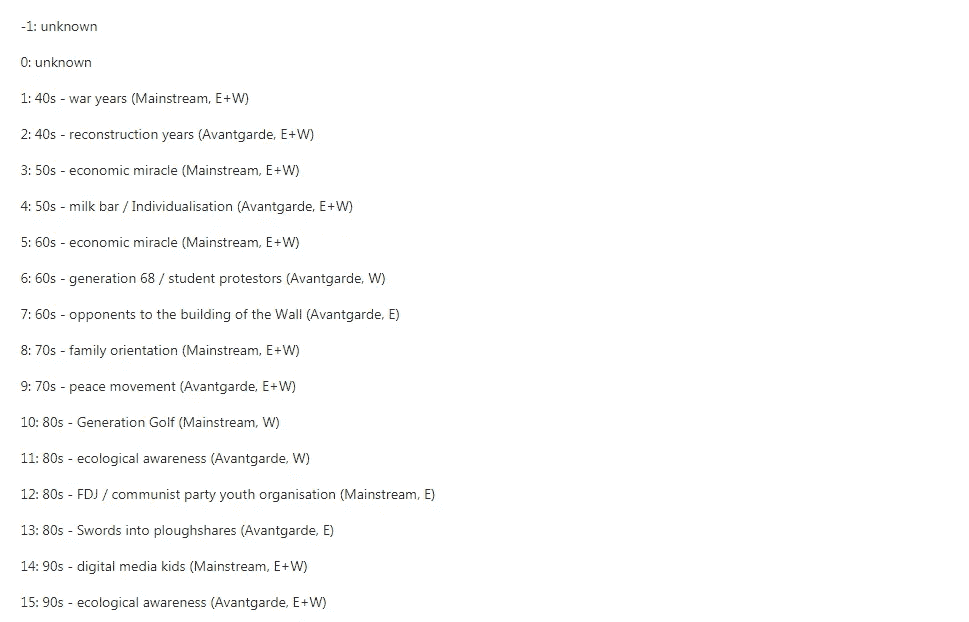 -1: unknown
0: unknown
1: 40s - war years (Mainstream, E+W)
2: 40s - reconstruction years (Avantgarde, E+W)
3: 50s - economic miracle (Mainstream, E+W)
4: 50s - milk bar / Individualisation (Avantgarde, E+W)
5: 60s - economic miracle (Mainstream, E+W)
6: 60s - generation 68 / student protestors (Avantgarde, W)
7: 60s - opponents to the building of the Wall (Avantgarde, E)
8: 70s - family orientation (Mainstream, E+W)
9: 70s - peace movement (Avantgarde, E+W)
10: 80s - Generation Golf (Mainstream, W)
11: 80s - ecological awareness (Avantgarde, W)
12: 80s - FDJ / communist party youth organisation (Mainstream, E)
13: 80s - Swords into ploughshares (Avantgarde, E)
14: 90s - digital media kids (Mainstream, E+W)
15: 90s - ecological awareness (Avantgarde, E+W)